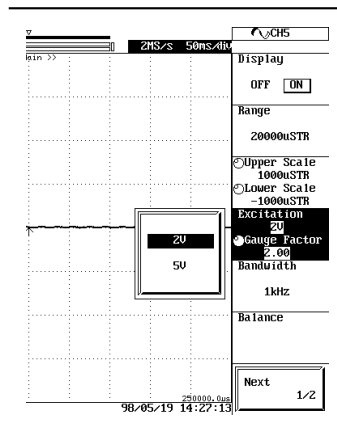 CH5
2MS/s 50ms/div
ain >>
Display
OFF ON
Range
20000uSTR
Upper Scale
1000uSTR
Lower Scale
-1000uSTR
Excitation
2V
Gauge Factor
2.00
Bandwidth
1kHz
Balance
2V
5V
Next
1/2
250000.0us
98/05/19 14:27:13